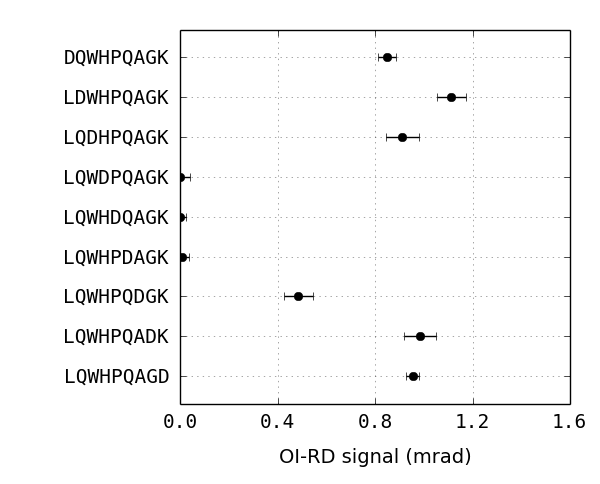 DQWHPQAGK
LDWHPQAGK
LQDHPQAGK
LQWDPQAGK
LQWHDQAGK
LQWHPDAGK
LQWHPQDGK
LQWHPQADK
LQWHPQAGD
0.0 0.4 0.8 1.2 1.6
OI-RD signal (mrad)